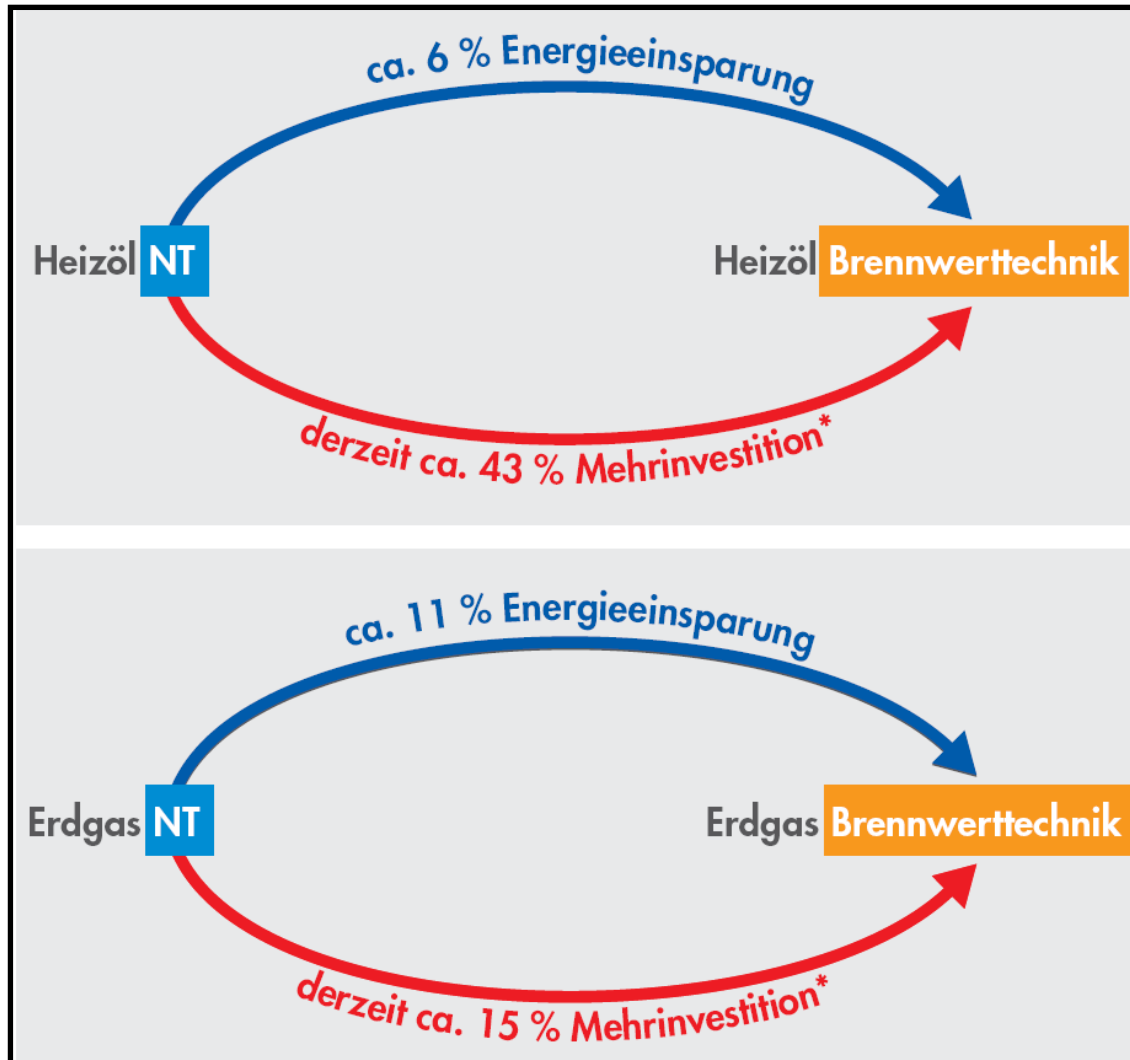 ca. 6 % Energieeinsparung
Heizöl NT
Heizöl Brennwerttechnik
derzeit ca. 43 % Mehrinvestition*
ca. 11 % Energieeinsparung
Erdgas NT
Erdgas Brennwerttechnik
derzeit ca. 15 % Mehrinvestition*